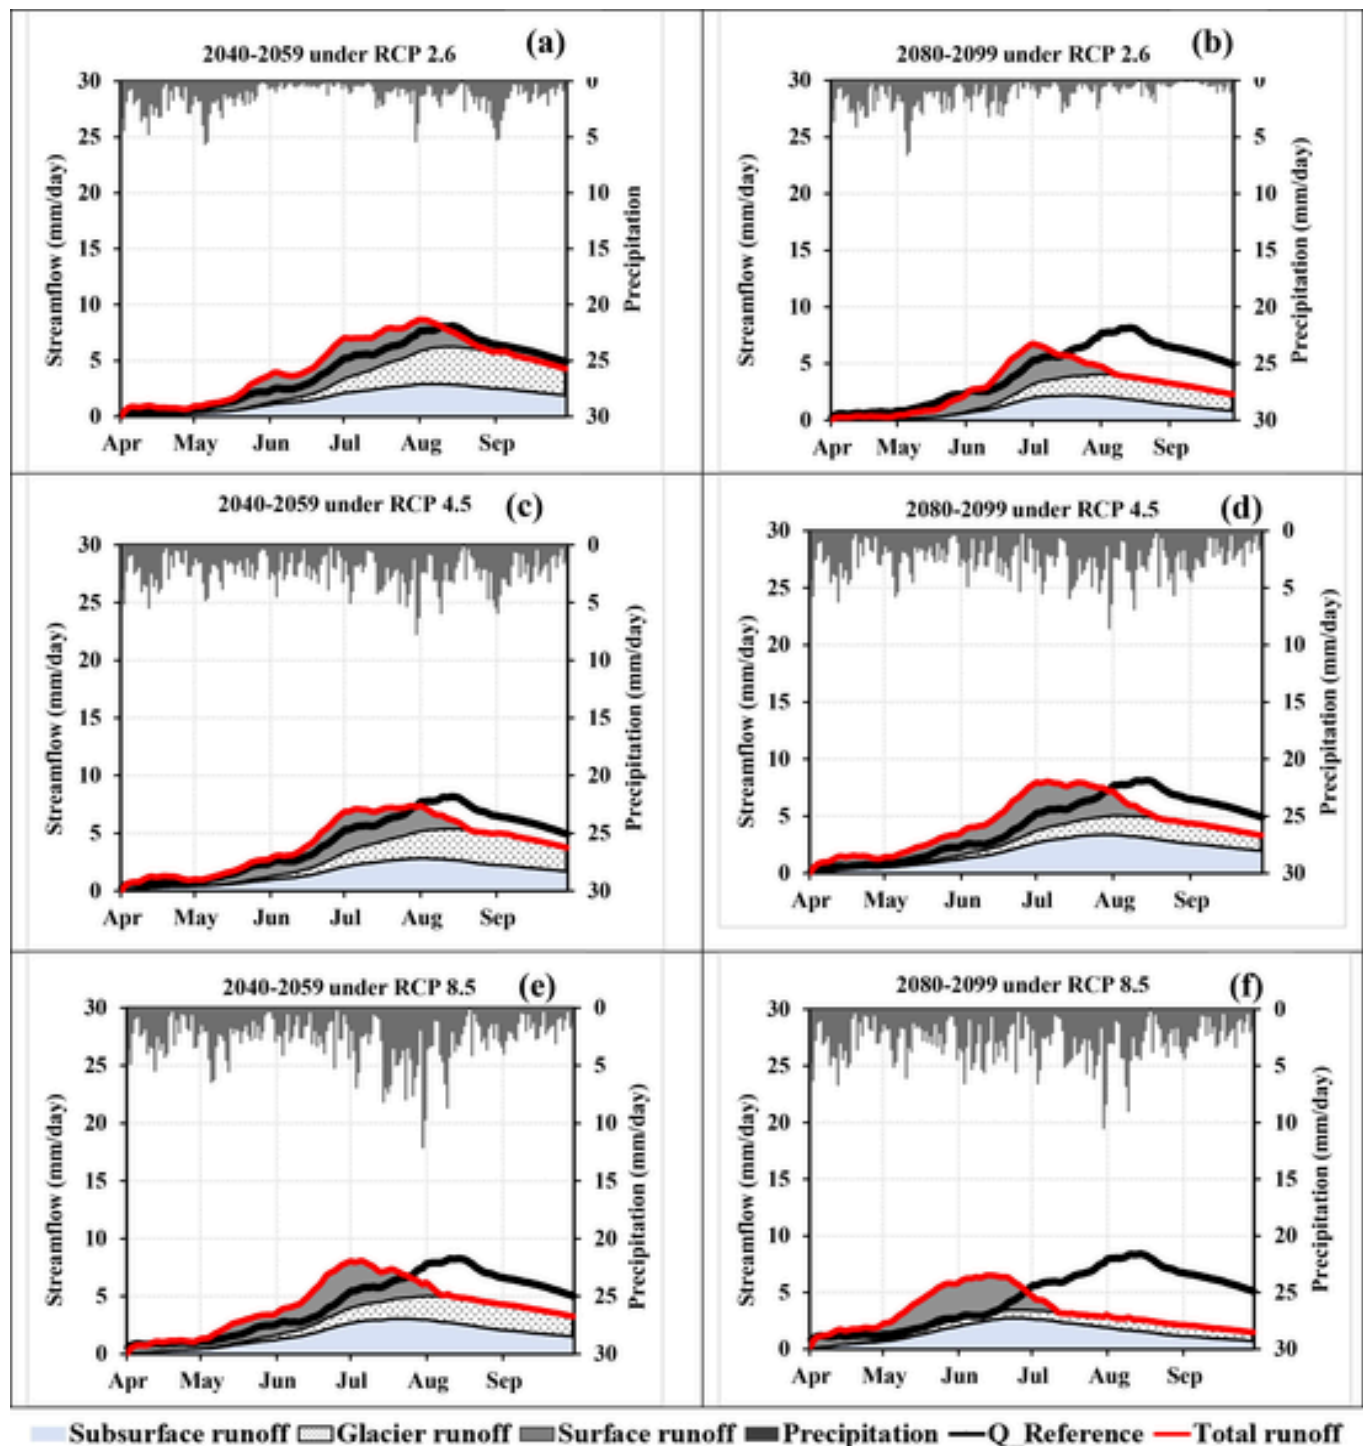 2040-2059 under RCP 2.6 (a)
30 25 20 15 10 5 0
Streamflow (mm/day)
0 5 10 15 20 25 30
Precipitation
Apr May Jun Jul Aug Sep
2080-2099 under RCP 2.6 (b)
30 25 20 15 10 5 0
Streamflow (mm/day)
0 5 10 15 20 25 30
Precipitation (mm/day)
Apr May Jun Jul Aug Sep
2040-2059 under RCP 4.5 (c)
30 25 20 15 10 5 0
Streamflow (mm/day)
0 5 10 15 20 25 30
Precipitation (mm/day)
Apr May Jun Jul Aug Sep
2080-2099 under RCP 4.5 (d)
30 25 20 15 10 5 0
Streamflow (mm/day)
0 5 10 15 20 25 30
Precipitation (mm/day)
Apr May Jun Jul Aug Sep
2040-2059 under RCP 8.5 (e)
30 25 20 15 10 5 0
Streamflow (mm/day)
0 5 10 15 20 25 30
Precipitation (mm/day)
Apr May Jun Jul Aug Sep
2080-2099 under RCP 8.5 (f)
30 25 20 15 10 5 0
Streamflow (mm/day)
0 5 10 15 20 25 30
Precipitation (mm/day)
Apr May Jun Jul Aug Sep
Subsurface runoff Glacier runoff Surface runoff Precipitation Q_Reference Total runoff